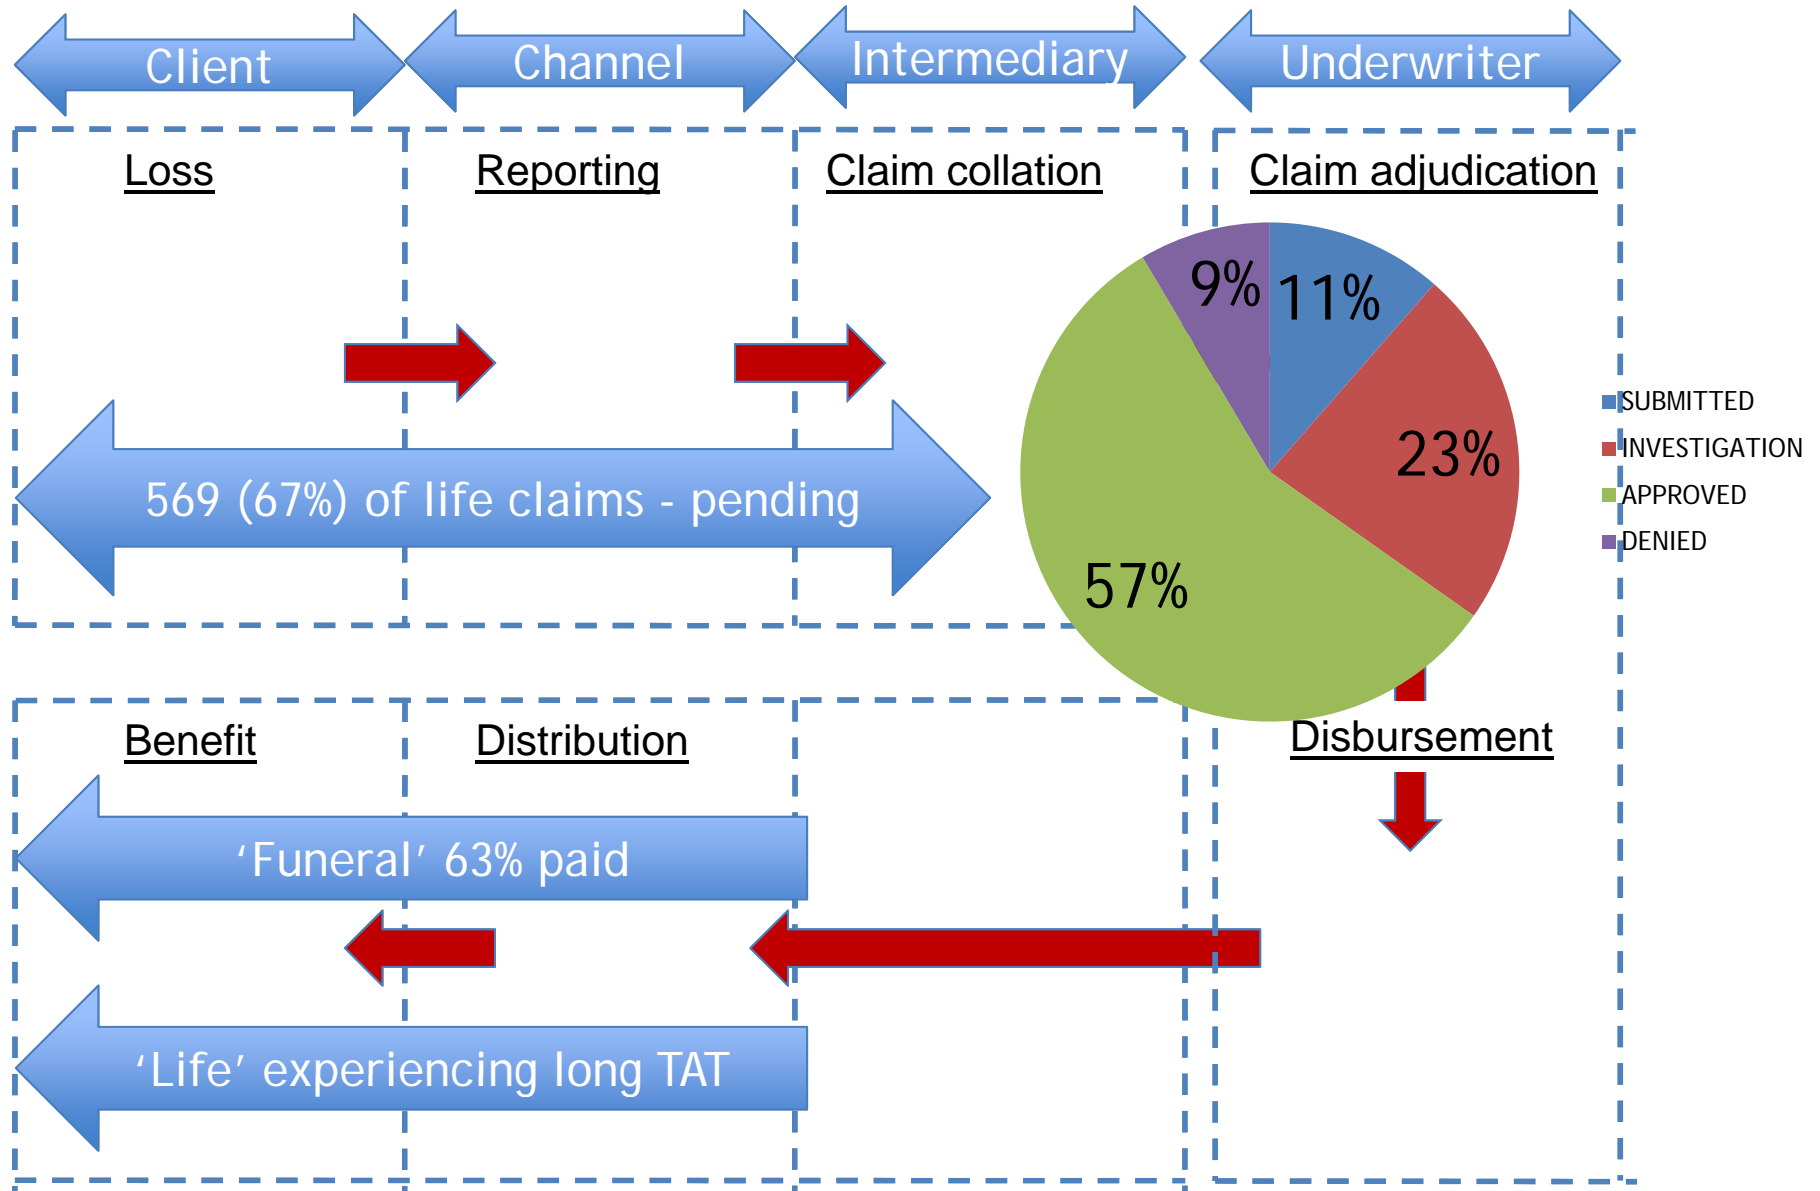 Client
Channel
Intermediary
Underwriter
Loss
Reporting
Claim collation
Claim adjudication
9%
11%
23%
57%
SUBMITTED
INVESTIGATION
APPROVED
DENIED
569 (67%) of life claims - pending
Benefit
Distribution
Disbursement
‘Funeral’ 63% paid
‘Life’ experiencing long TAT